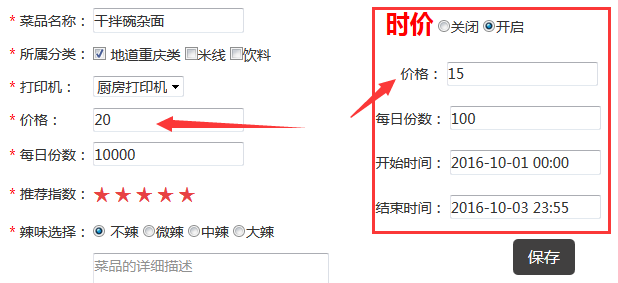 * 菜品名称： 干拌碗杂面
* 所属分类： 地道重庆类 米线 饮料
* 打印机： 厨房打印机
* 价格： 20
* 每日份数： 10000
* 推荐指数：
* 辣味选择： 不辣 微辣 中辣 大辣
菜品的详细描述
时价 关闭 开启
价格： 15
每日份数： 100
开始时间： 2016-10-01 00:00
结束时间： 2016-10-03 23:55
保存